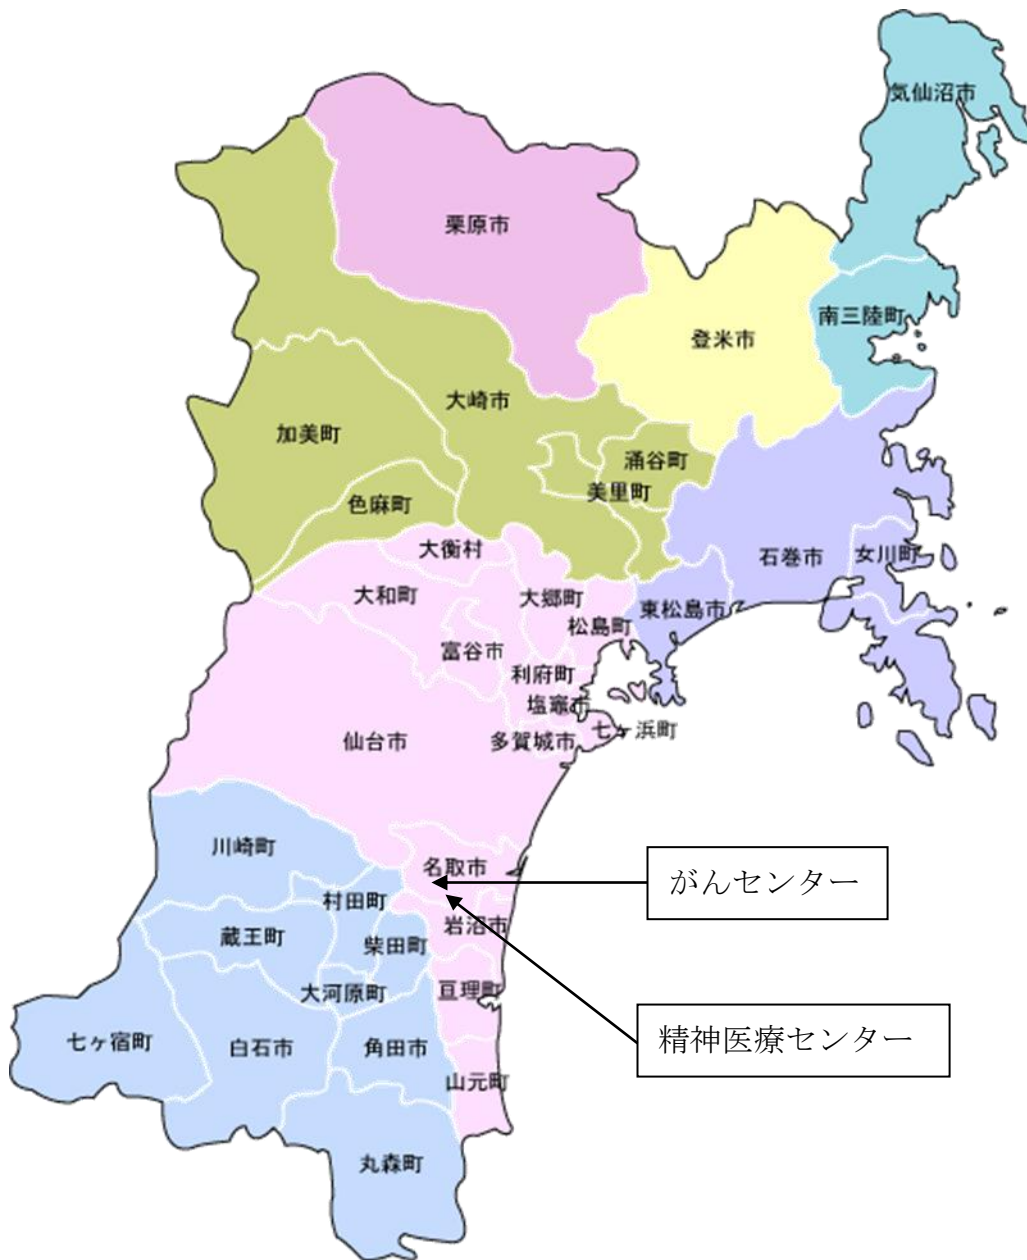 気仙沼市
栗原市
南三陸町
登米市
大崎市
加美町
涌谷町
美里町
色麻町
大衡村
石巻市
女川町
大和町
大郷町
東松島市
松島町
富谷市
利府町
塩竈市
七ヶ浜町
仙台市
多賀城市
川崎町
名取市
がんセンター
村田町
岩沼市
蔵王町
柴田町
大河原町
亘理町
七ヶ宿町
白石市
角田市
精神医療センター
山元町
丸森町